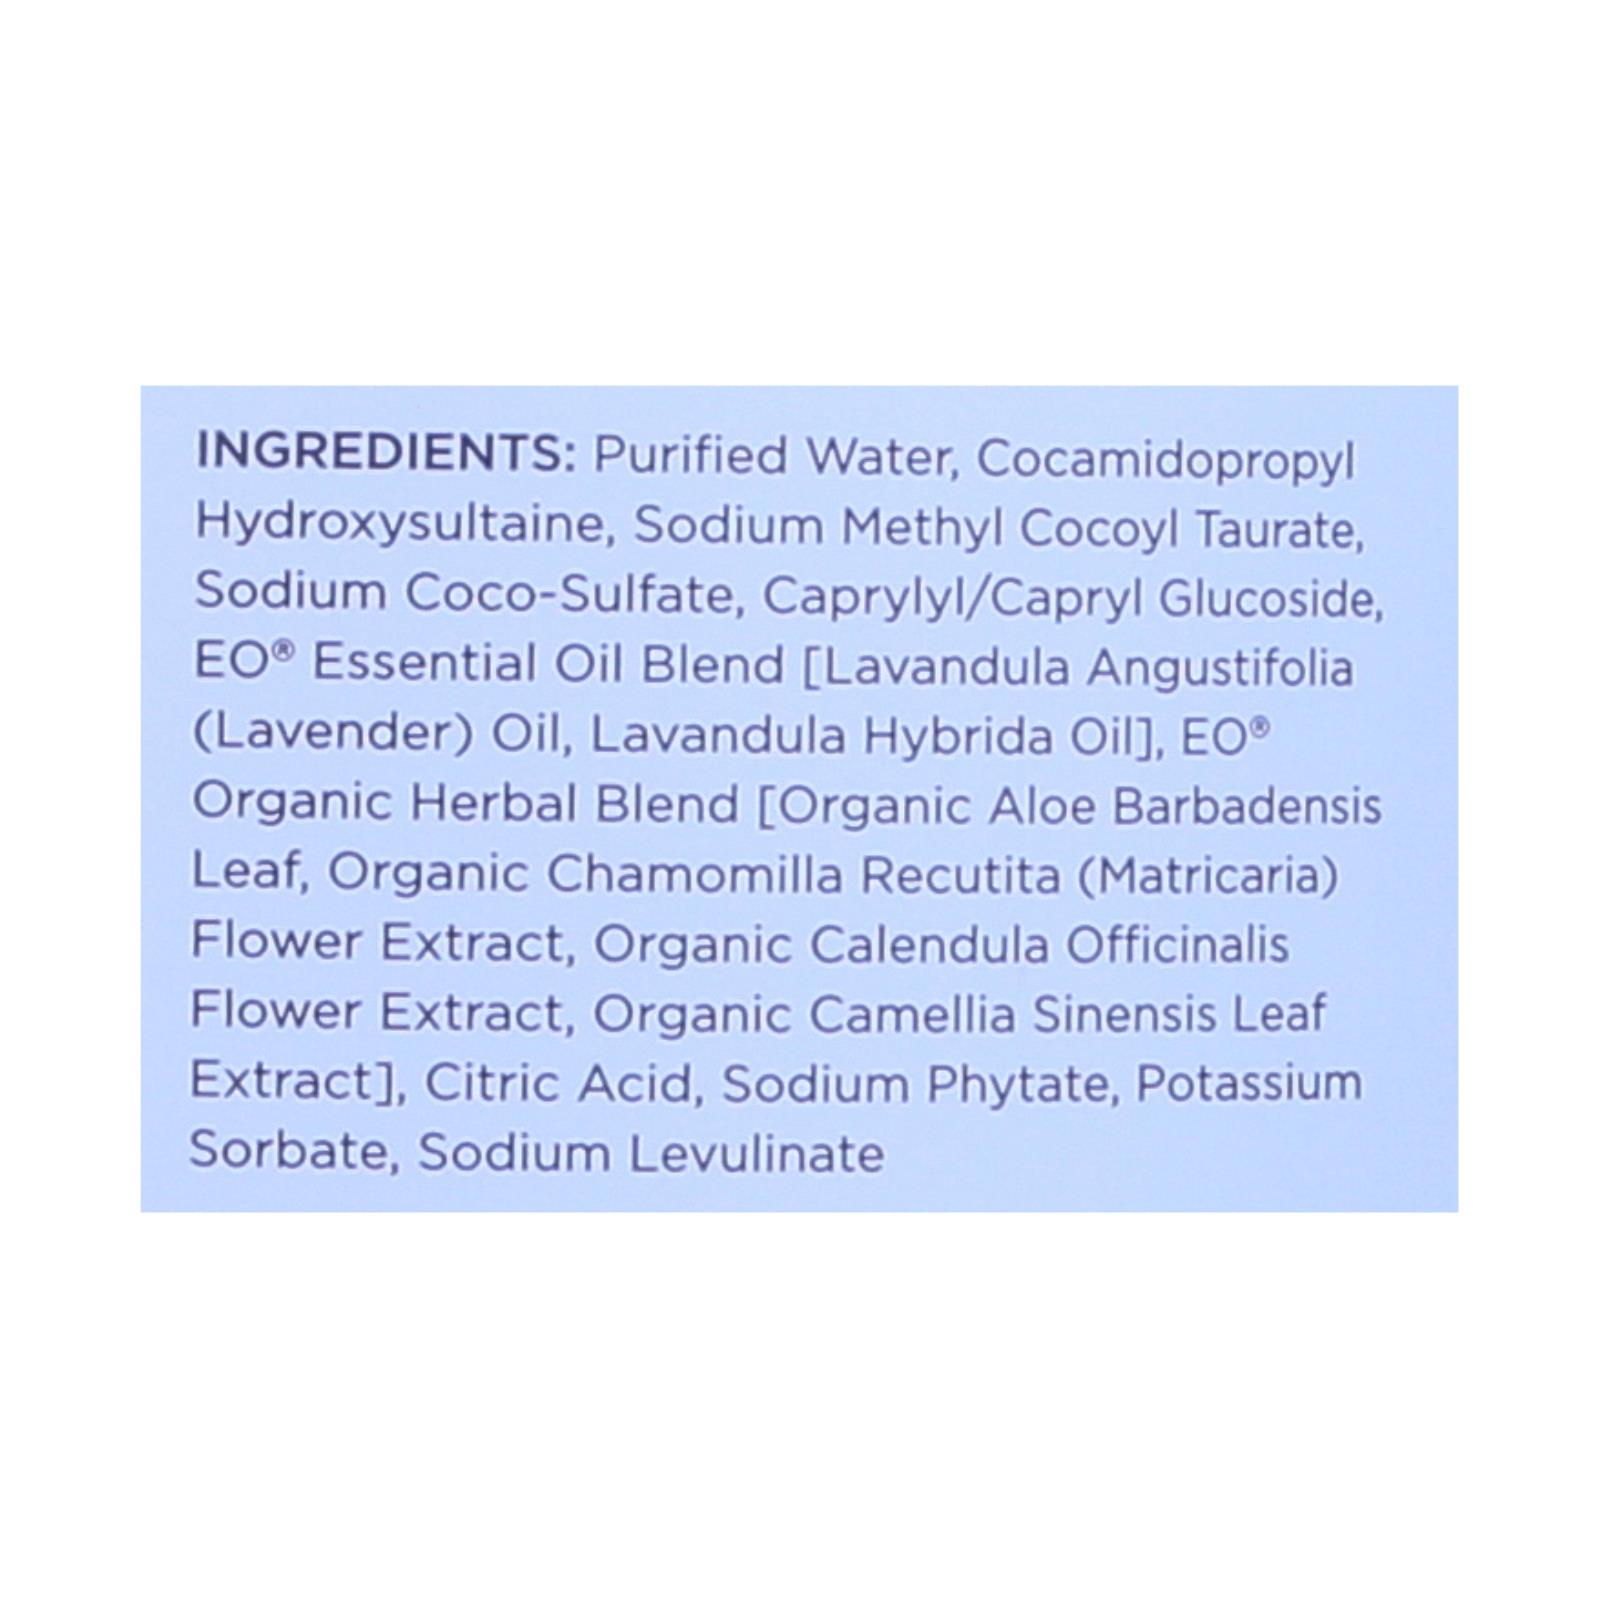 INGREDIENTS: Purified Water, Cocamidopropyl
Hydroxysultaine, Sodium Methyl Cocoyl Taurate,
Sodium Coco-Sulfate, Caprylyl/Capryl Glucoside,
EO® Essential Oil Blend [Lavandula Angustifolia
(Lavender) Oil, Lavandula Hybrida Oil], EO®
Organic Herbal Blend [Organic Aloe Barbadensis
Leaf, Organic Chamomilla Recutita (Matricaria)
Flower Extract, Organic Calendula Officinalis
Flower Extract, Organic Camellia Sinensis Leaf
Extract], Citric Acid, Sodium Phytate, Potassium
Sorbate, Sodium Levulinate